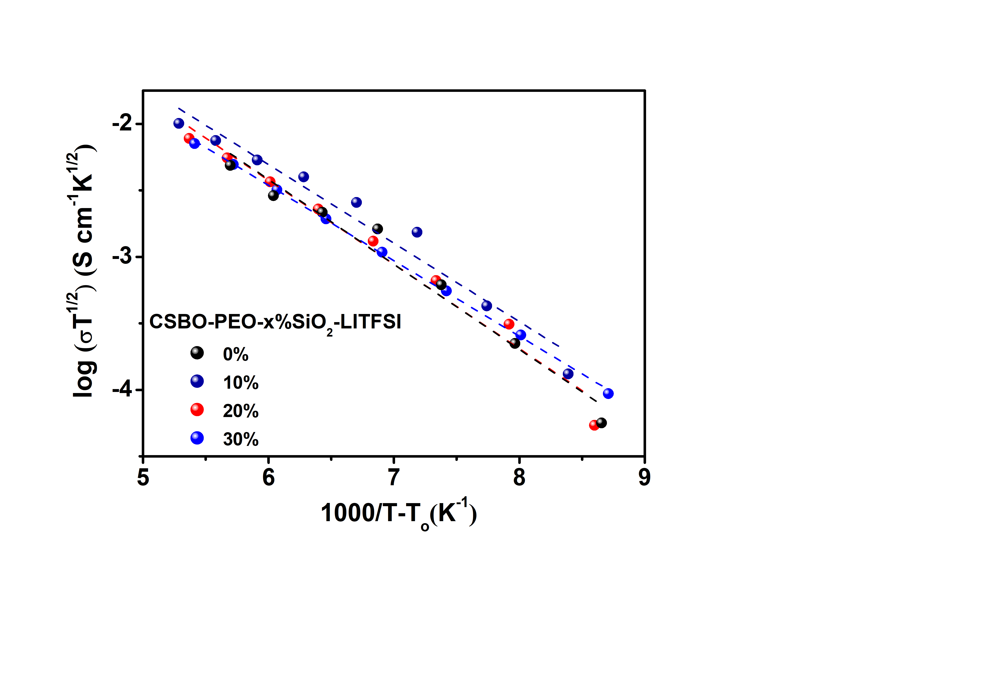 -2
-3
-4
log (σT1/2) (S cm-1K1/2)
CSBO-PEO-x%SiO2-LITFSI
0%
10%
20%
30%
5 6 7 8 9
1000/T-To(K-1)